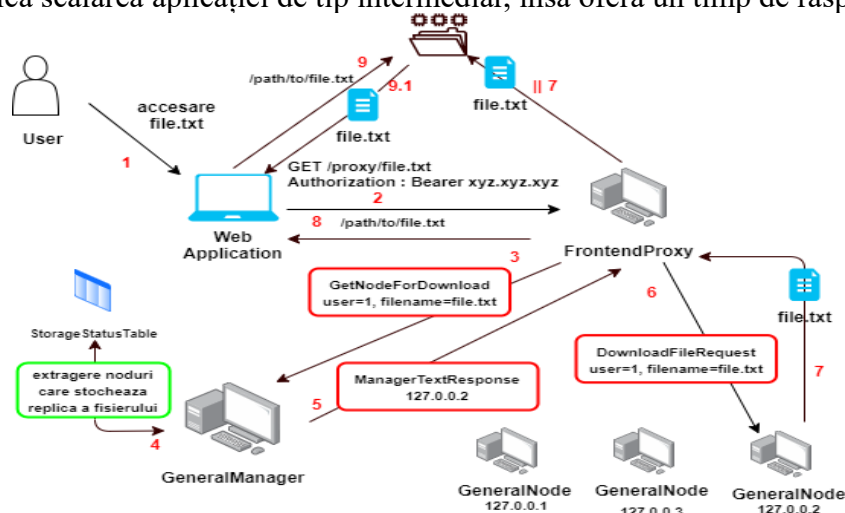 că scalarea aplicației de tip intermediar, însă oferă un timp de răsp
9
/path/to/file.txt
9.1
|| 7
file.txt
User
accesare
file.txt
file.txt
1
GET /proxy/file.txt
Authorization : Bearer xyz.xyz.xyz
2
8
/path/to/file.txt
Web
Application
3
FrontendProxy
GetNodeForDownload
user=1, filename=file.txt
6
file.txt
StorageStatusTable
extragere noduri
care stocheaza
replica a fisierului
DownloadFileRequest
user=1, filename=file.txt
7
ManagerTextResponse
127.0.0.2
5
4
GeneralManager
GeneralNode
127.0.0.1
GeneralNode
127.0.0.3
GeneralNode
127.0.0.2